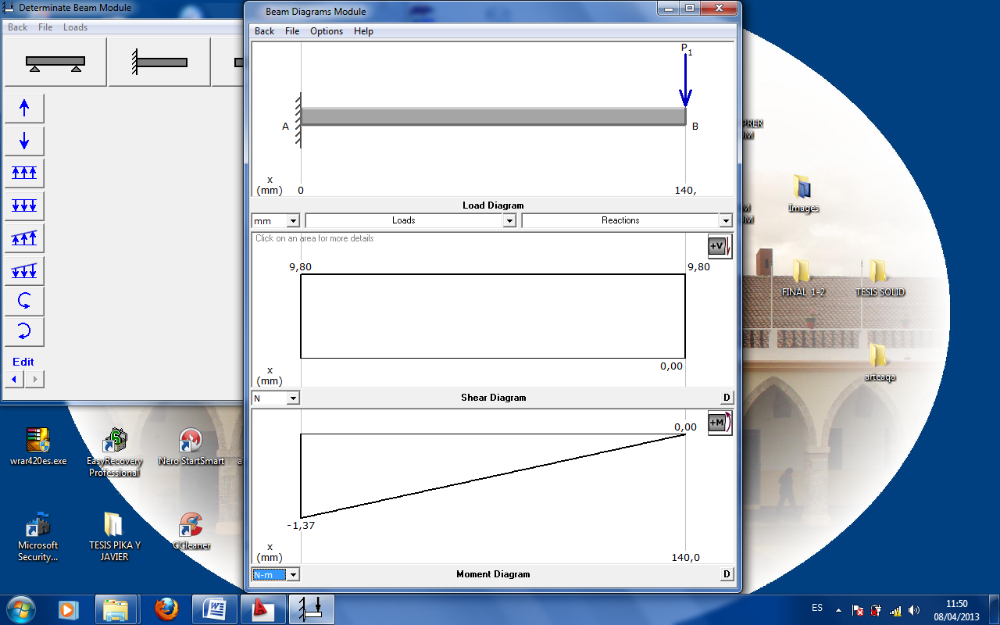 Determinate Beam Module
Back File Loads
Edit
Beam Diagrams Module
Back File Options Help
P1
A
B
x
(mm) 0 140,
Load Diagram
mm Loads Reactions
Click on an area for more details
+V
9,80 9,80
0,00
x
(mm)
N Shear Diagram D
+M
0,00
-1,37
x
(mm) 140,0
N-m Moment Diagram D
Images
FINAL 1-2
TESIS SOLID
arteaqa
wrar420es.exe
EasyRecovery
Professional
Nero StartSmart
Microsoft
Security...
TESIS PIKA Y
JAVIER
CCleaner
ES
11:50
08/04/2013